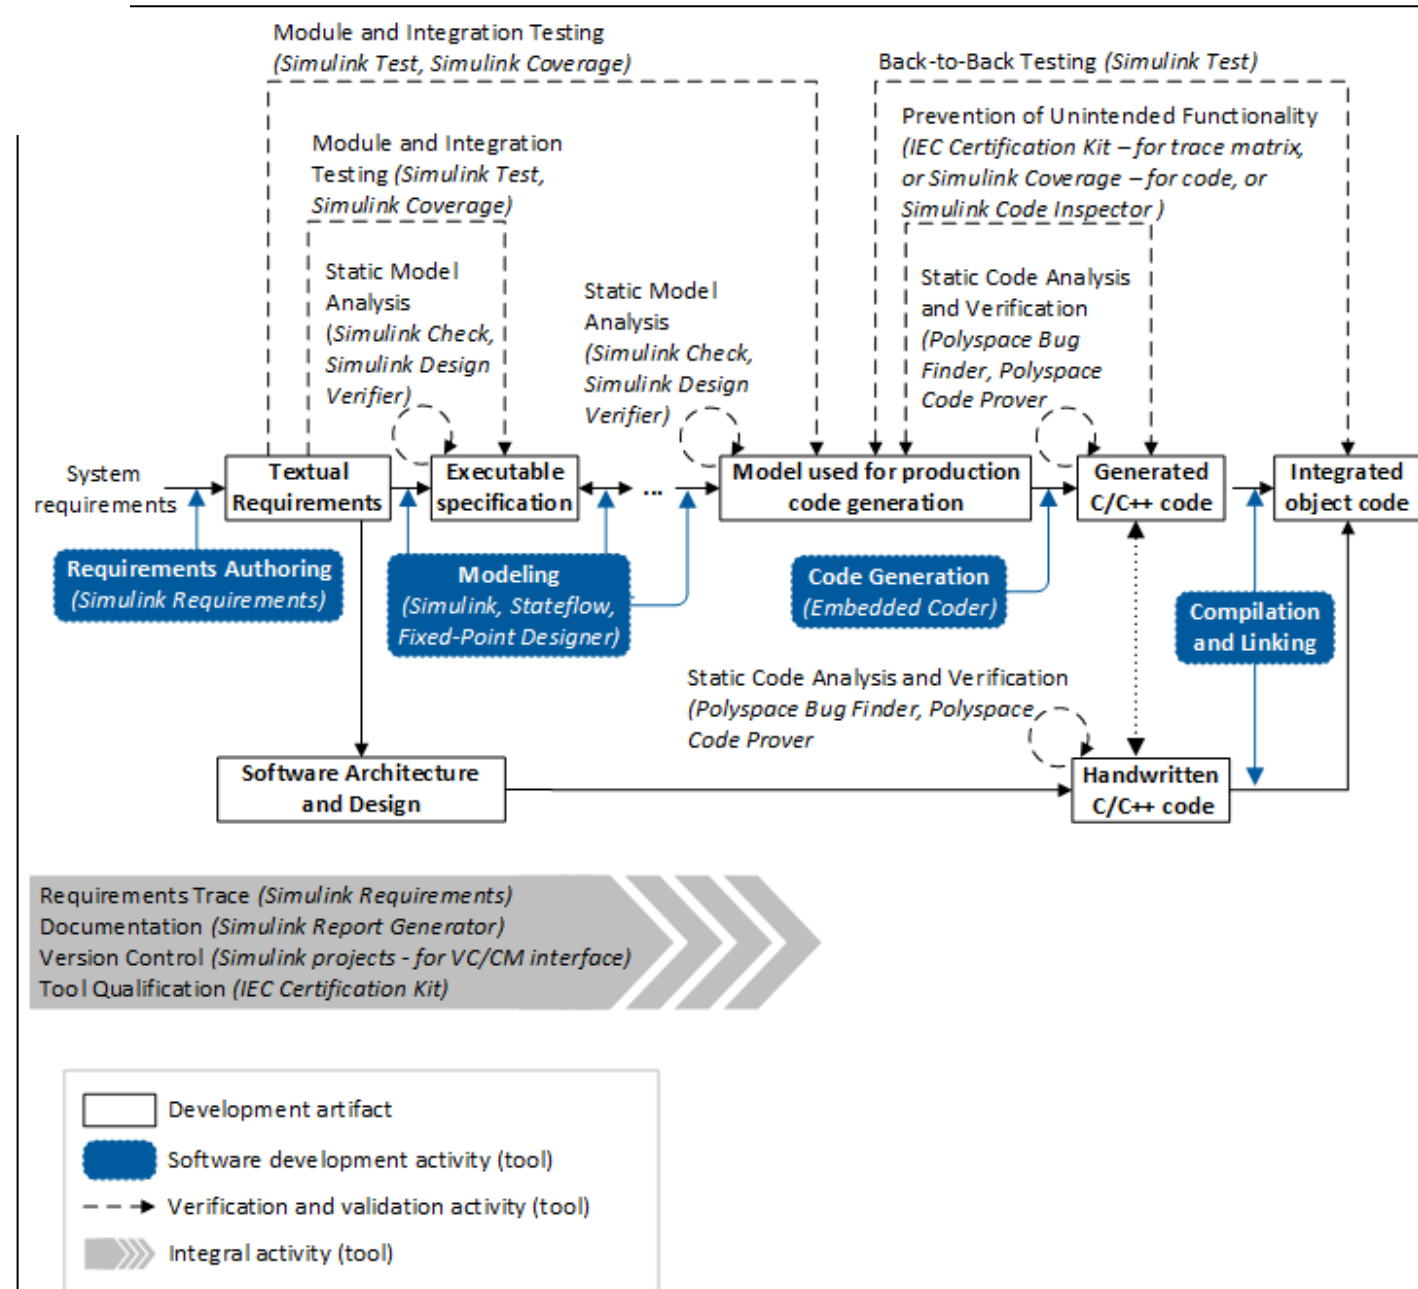 Module and Integration Testing
(Simulink Test, Simulink Coverage)
Back-to-Back Testing (Simulink Test)
Prevention of Unintended Functionality
(IEC Certification Kit – for trace matrix,
or Simulink Coverage – for code, or
Simulink Code Inspector )
Module and Integration
Testing (Simulink Test,
Simulink Coverage)
Static Model
Analysis
(Simulink Check,
Simulink Design
Verifier)
Static Model
Analysis
(Simulink Check,
Simulink Design
Verifier)
Static Code Analysis
and Verification
(Polyspace Bug
Finder, Polyspace
Code Prover
System
requirements
Textual
Requirements
Executable
specification
...
Model used for production
code generation
Generated
C/C++ code
Integrated
object code
Requirements Authoring
(Simulink Requirements)
Modeling
(Simulink, Stateflow,
Fixed-Point Designer)
Code Generation
(Embedded Coder)
Compilation
and Linking
Static Code Analysis and Verification
(Polyspace Bug Finder, Polyspace
Code Prover
Software Architecture
and Design
Handwritten
C/C++ code
Requirements Trace (Simulink Requirements)
Documentation (Simulink Report Generator)
Version Control (Simulink projects - for VC/CM interface)
Tool Qualification (IEC Certification Kit)
Development artifact
Software development activity (tool)
Verification and validation activity (tool)
Integral activity (tool)